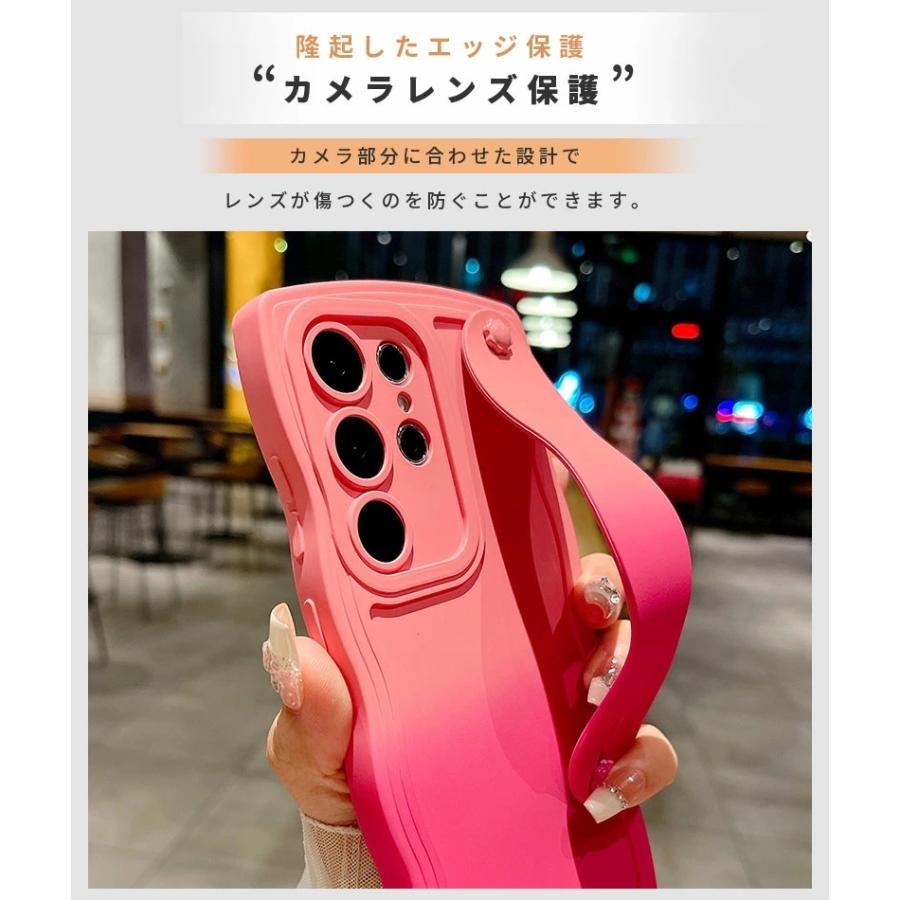 隆起したエッジ保護
“カメラレンズ保護”
カメラ部分に合わせた設計で
レンズが傷つくのを防ぐことができます。